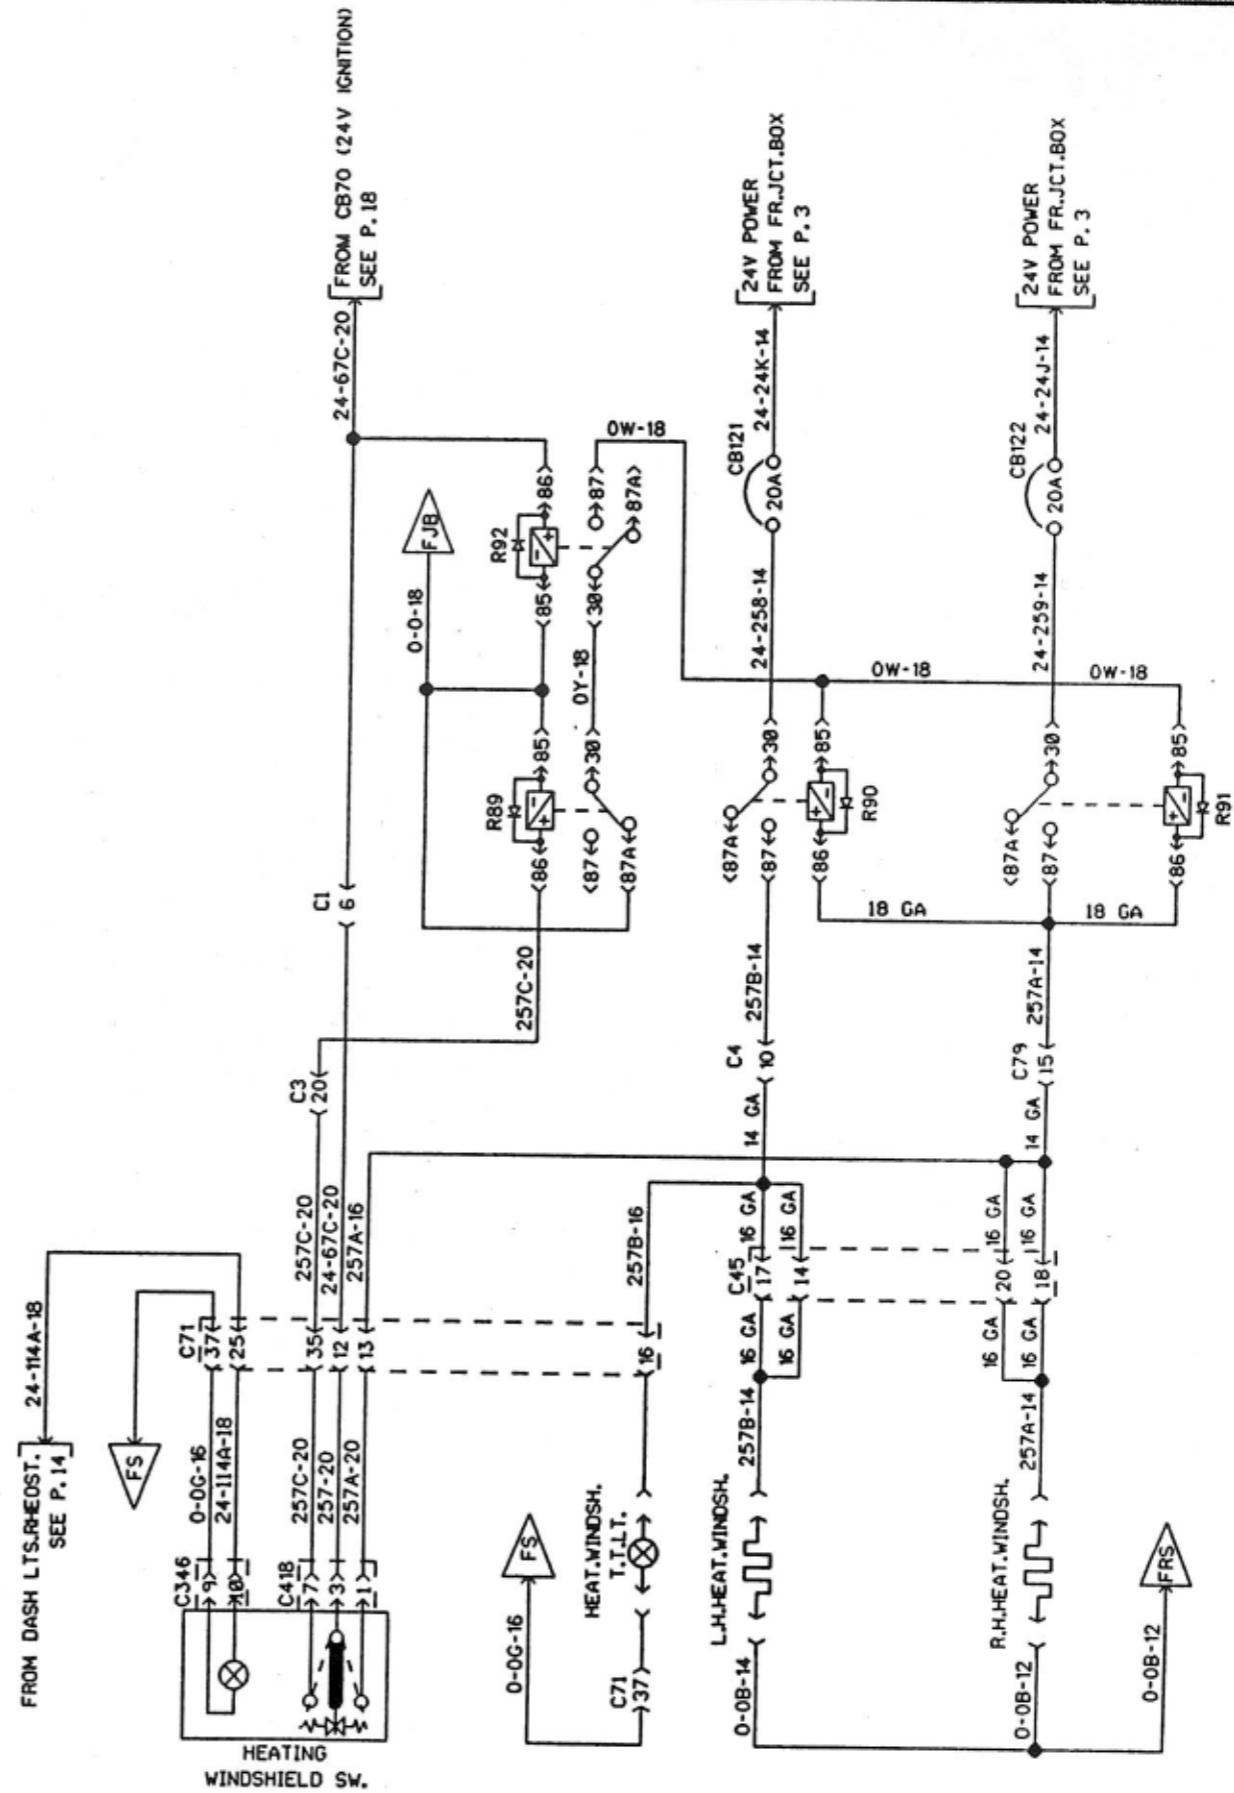 FROM CB70 (24V IGNITION)
SEE P.18
24-67C-20
24V POWER
FROM FR.JCT.BOX
SEE P.3
24-24K-14
24V POWER
FROM FR.JCT.BOX
SEE P.3
24-24J-14
OW-18
CB121
20A
CB122
20A
FJB
0-0-18
R92
86
85
87
87A
30
OY-18
24-258-14
24-259-14
OW-18
OW-18
R89
85
86
30
87
87A
30
87A
87
85
86
R90
30
87A
87
85
86
R91
C1
6
18 GA
18 GA
257C-20
257B-14
257A-14
C3
20
C4
10
C79
15
14 GA
14 GA
257C-20
24-67C-20
257A-16
257B-16
16 GA
16 GA
16 GA
16 GA
C45
17
14
20
18
16 GA
16 GA
16 GA
16 GA
24-114A-18
C71
37
25
35
12
13
16
FROM DASH LTS.RHEOST.
SEE P.14
FS
0-0G-16
24-114A-18
257C-20
257-20
257A-20
257B-14
257A-14
C346
9
10
C418
7
3
1
HEATING
WINDSHIELD SW.
FS
0-0G-16
HEAT.WINDSH.
T.T.LT.
C71
37
L.H.HEAT.WINDSH.
R.H.HEAT.WINDSH.
0-0B-14
0-0B-12
0-0B-12
FRS